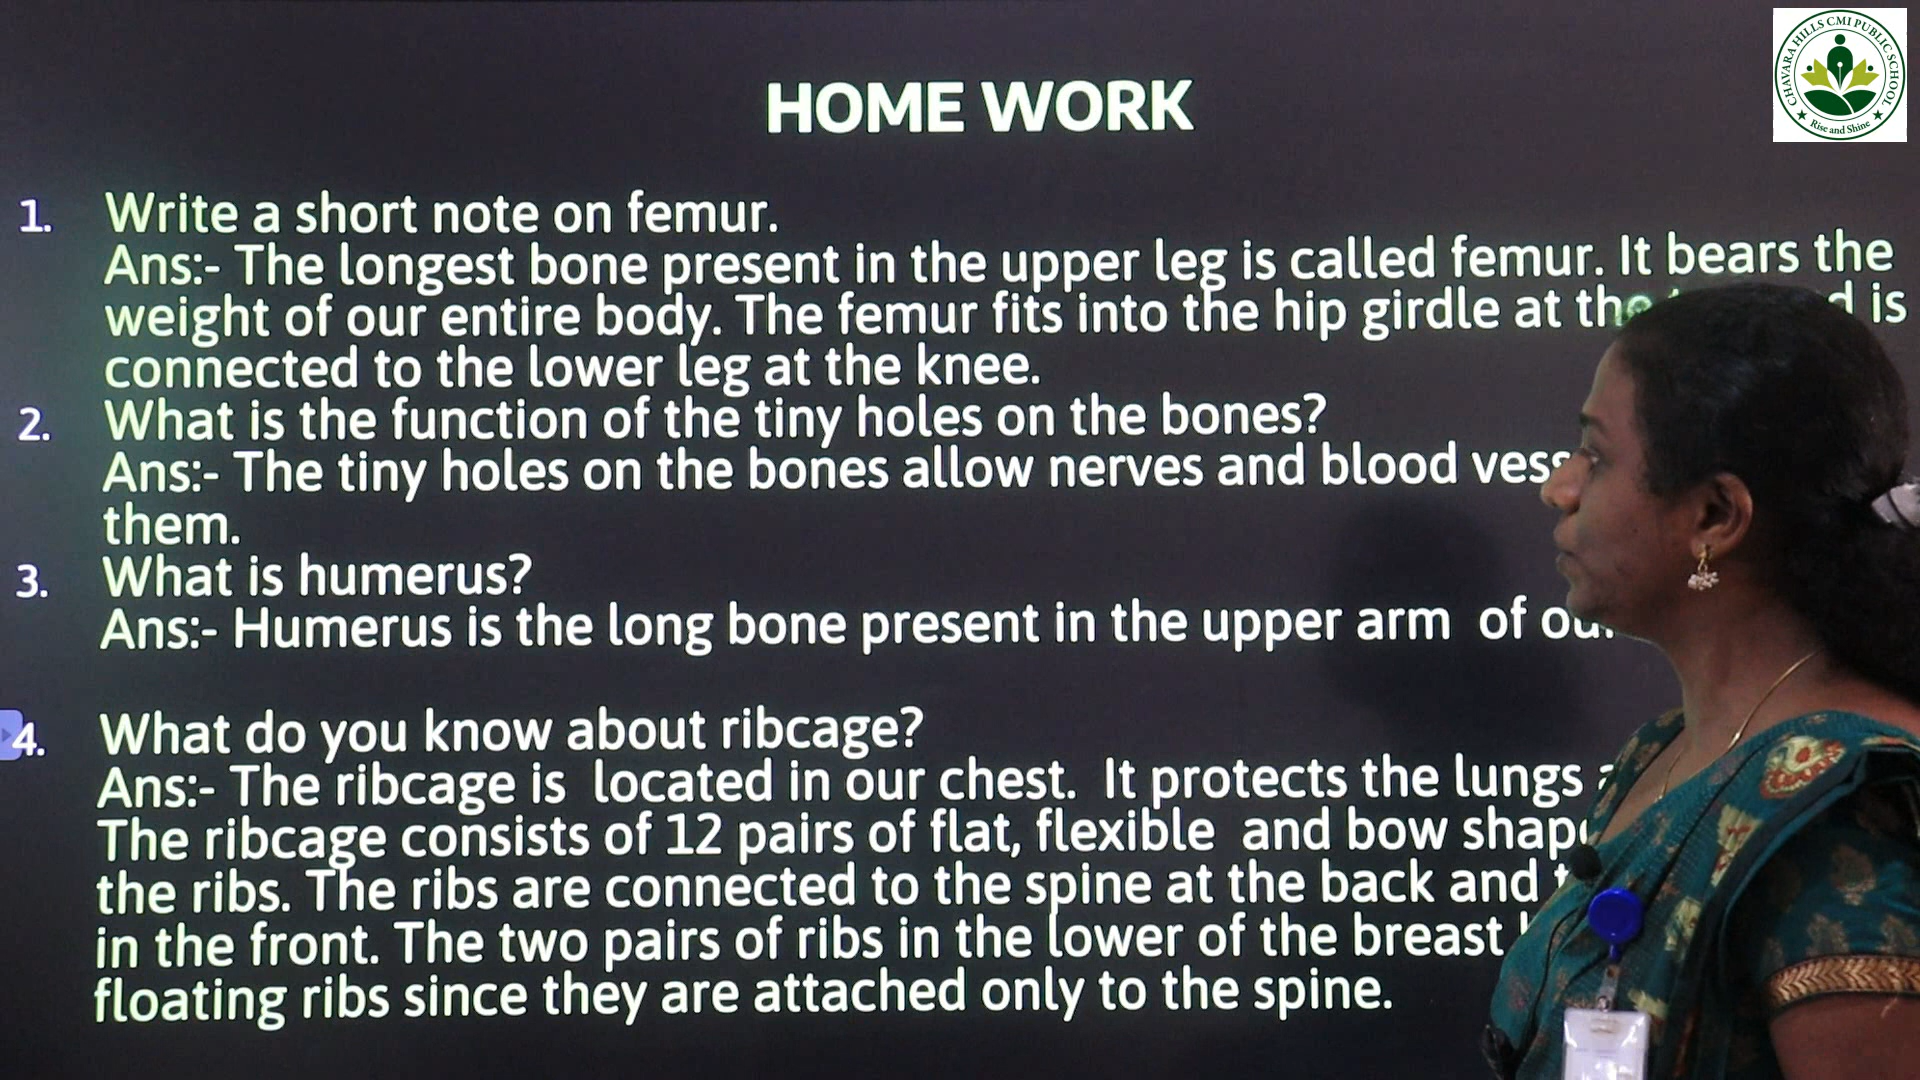 CHAVARA HILLS CMI PUBLIC SCHOOL
Rise and Shine
HOME WORK
1. Write a short note on femur.
Ans:- The longest bone present in the upper leg is called femur. It bears the
weight of our entire body. The femur fits into the hip girdle at the is
connected to the lower leg at the knee.
2. What is the function of the tiny holes on the bones?
Ans:- The tiny holes on the bones allow nerves and blood
them.
3. What is humerus?
Ans:- Humerus is the long bone present in the upper arm of
4. What do you know about ribcage?
Ans:- The ribcage is located in our chest. It protects the lungs
The ribcage consists of 12 pairs of flat, flexible and bow
the ribs. The ribs are connected to the spine at the back and
in the front. The two pairs of ribs in the lower of the breast
floating ribs since they are attached only to the spine.